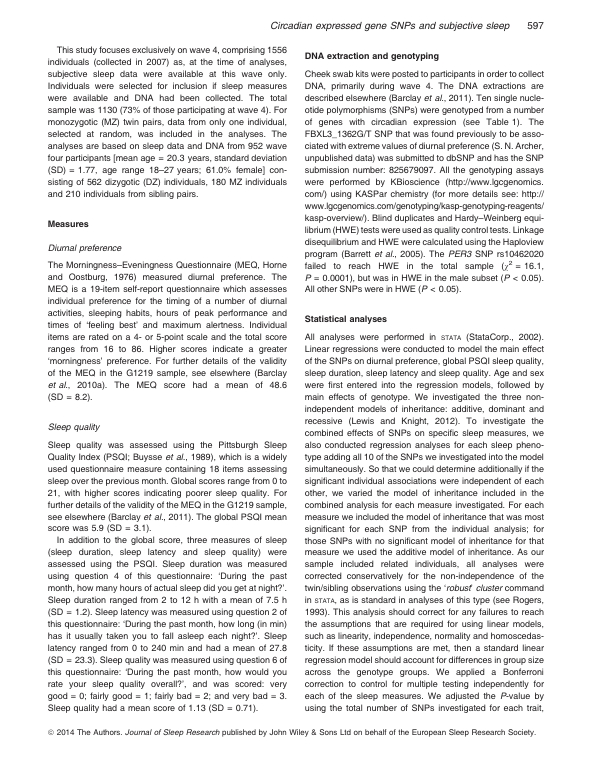 Circadian expressed gene SNPs and subjective sleep 597
This study focuses exclusively on wave 4, comprising 1556
individuals (collected in 2007) as, at the time of analyses,
subjective sleep data were available at this wave only.
Individuals were selected for inclusion if sleep measures
were available and DNA had been collected. The total
sample was 1130 (73% of those participating at wave 4). For
monozygotic (MZ) twin pairs, data from only one individual,
selected at random, was included in the analyses. The
analyses are based on sleep data and DNA from 952 wave
four participants [mean age = 20.3 years, standard deviation
(SD) = 1.77, age range 18–27 years; 61.0% female] con-
sisting of 562 dizygotic (DZ) individuals, 180 MZ individuals
and 210 individuals from sibling pairs.
Measures
Diurnal preference
The Morningness–Eveningness Questionnaire (MEQ, Horne
and Oostburg, 1976) measured diurnal preference. The
MEQ is a 19-item self-report questionnaire which assesses
individual preference for the timing of a number of diurnal
activities, sleeping habits, hours of peak performance and
times of 'feeling best' and maximum alertness. Individual
items are rated on a 4- or 5-point scale and the total score
ranges from 16 to 86. Higher scores indicate a greater
'morningness' preference. For further details of the validity
of the MEQ in the G1219 sample, see elsewhere (Barclay
et al., 2010a). The MEQ score had a mean of 48.6
(SD = 8.2).
Sleep quality
Sleep quality was assessed using the Pittsburgh Sleep
Quality Index (PSQI; Buysse et al., 1989), which is a widely
used questionnaire measure containing 18 items assessing
sleep over the previous month. Global scores range from 0 to
21, with higher scores indicating poorer sleep quality. For
further details of the validity of the MEQ in the G1219 sample,
see elsewhere (Barclay et al., 2011). The global PSQI mean
score was 5.9 (SD = 3.1).
In addition to the global score, three measures of sleep
(sleep duration, sleep latency and sleep quality) were
assessed using the PSQI. Sleep duration was measured
using question 4 of this questionnaire: 'During the past
month, how many hours of actual sleep did you get at night?'.
Sleep duration ranged from 2 to 12 h with a mean of 7.5 h
(SD = 1.2). Sleep latency was measured using question 2 of
this questionnaire: 'During the past month, how long (in min)
has it usually taken you to fall asleep each night?'. Sleep
latency ranged from 0 to 240 min and had a mean of 27.8
(SD = 23.3). Sleep quality was measured using question 6 of
this questionnaire: 'During the past month, how would you
rate your sleep quality overall?', and was scored: very
good = 0; fairly good = 1; fairly bad = 2; and very bad = 3.
Sleep quality had a mean score of 1.13 (SD = 0.71).
DNA extraction and genotyping
Cheek swab kits were posted to participants in order to collect
DNA, primarily during wave 4. The DNA extractions are
described elsewhere (Barclay et al., 2011). Ten single nucle-
otide polymorphisms (SNPs) were genotyped from a number
of genes with circadian expression (see Table 1). The
FBXL3_1362G/T SNP that was found previously to be asso-
ciated with extreme values of diurnal preference (S. N. Archer,
unpublished data) was submitted to dbSNP and has the SNP
submission number: 825679097. All the genotyping assays
were performed by KBioscience (http://www.lgcgenomics.
com/) using KASPar chemistry (for more details see: http://
www.lgcgenomics.com/genotyping/kasp-genotyping-reagents/
kasp-overview/). Blind duplicates and Hardy–Weinberg equi-
librium (HWE) tests were used as quality control tests. Linkage
disequilibrium and HWE were calculated using the Haploview
program (Barrett et al., 2005). The PER3 SNP rs10462020
failed to reach HWE in the total sample (χ² = 16.1,
P = 0.0001), but was in HWE in the male subset (P < 0.05).
All other SNPs were in HWE (P < 0.05).
Statistical analyses
All analyses were performed in STATA (StataCorp., 2002).
Linear regressions were conducted to model the main effect
of the SNPs on diurnal preference, global PSQI sleep quality,
sleep duration, sleep latency and sleep quality. Age and sex
were first entered into the regression models, followed by
main effects of genotype. We investigated the three non-
independent models of inheritance: additive, dominant and
recessive (Lewis and Knight, 2012). To investigate the
combined effects of SNPs on specific sleep measures, we
also conducted regression analyses for each sleep pheno-
type adding all 10 of the SNPs we investigated into the model
simultaneously. So that we could determine additionally if the
significant individual associations were independent of each
other, we varied the model of inheritance included in the
combined analysis for each measure investigated. For each
measure we included the model of inheritance that was most
significant for each SNP from the individual analysis; for
those SNPs with no significant model of inheritance for that
measure we used the additive model of inheritance. As our
sample included related individuals, all analyses were
corrected conservatively for the non-independence of the
twin/sibling observations using the 'robust cluster command
in STATA, as is standard in analyses of this type (see Rogers,
1993). This analysis should correct for any failures to reach
the assumptions that are required for using linear models,
such as linearity, independence, normality and homoscedas-
ticity. If these assumptions are met, then a standard linear
regression model should account for differences in group size
across the genotype groups. We applied a Bonferroni
correction to control for multiple testing independently for
each of the sleep measures. We adjusted the P-value by
using the total number of SNPs investigated for each trait,
© 2014 The Authors. Journal of Sleep Research published by John Wiley & Sons Ltd on behalf of the European Sleep Research Society.